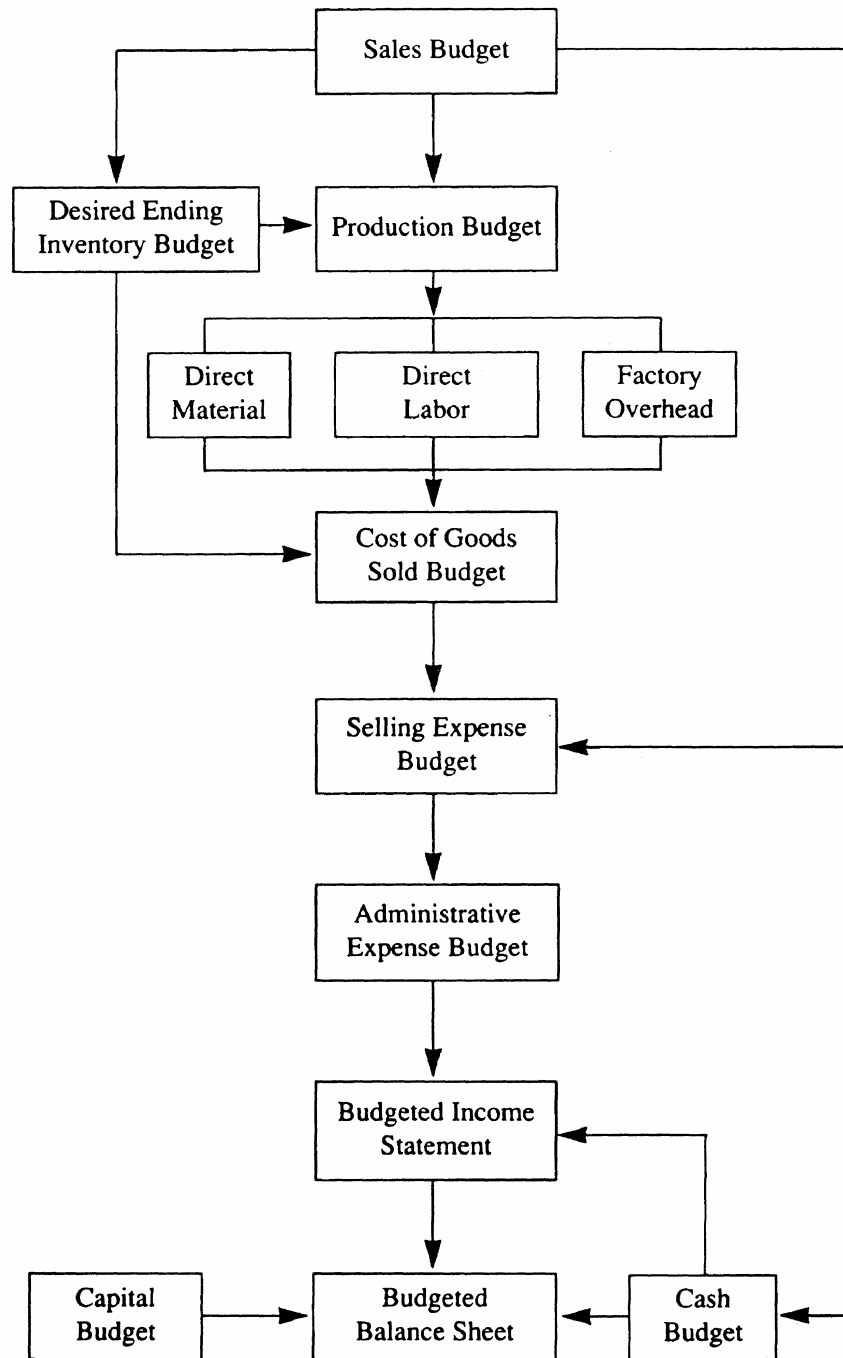 Sales Budget
Desired Ending
Inventory Budget
Production Budget
Direct
Material
Direct
Labor
Factory
Overhead
Cost of Goods
Sold Budget
Selling Expense
Budget
Administrative
Expense Budget
Budgeted Income
Statement
Capital
Budget
Budgeted
Balance Sheet
Cash
Budget